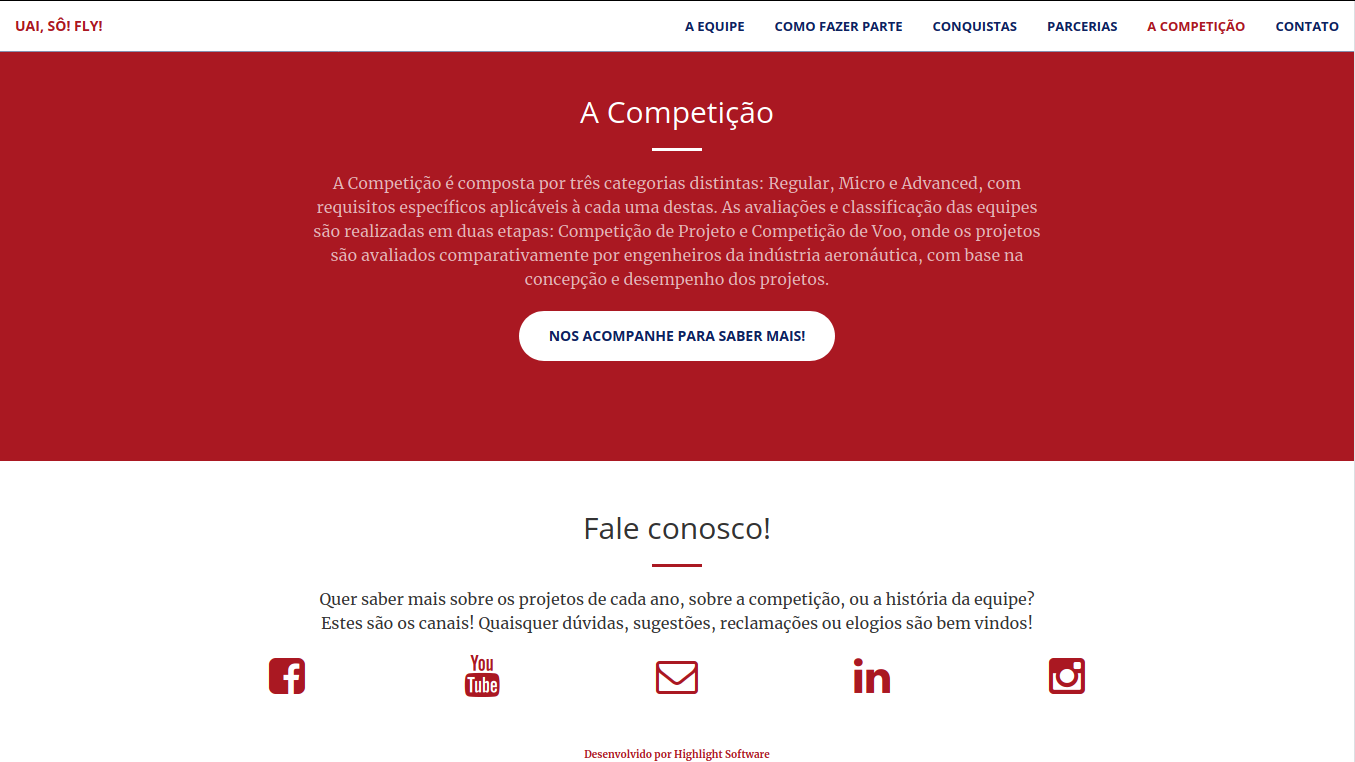 UAI, SÔ! FLY!
A EQUIPE
COMO FAZER PARTE
CONQUISTAS
PARCERIAS
A COMPETIÇÃO
CONTATO
A Competição
A Competição é composta por três categorias distintas: Regular, Micro e Advanced, com
requisitos específicos aplicáveis à cada uma destas. As avaliações e classificação das equipes
são realizadas em duas etapas: Competição de Projeto e Competição de Voo, onde os projetos
são avaliados comparativamente por engenheiros da indústria aeronáutica, com base na
concepção e desempenho dos projetos.
NOS ACOMPANHE PARA SABER MAIS!
Fale conosco!
Quer saber mais sobre os projetos de cada ano, sobre a competição, ou a história da equipe?
Estes são os canais! Quaisquer dúvidas, sugestões, reclamações ou elogios são bem vindos!
You
Tube
in
Desenvolvido por Highlight Software